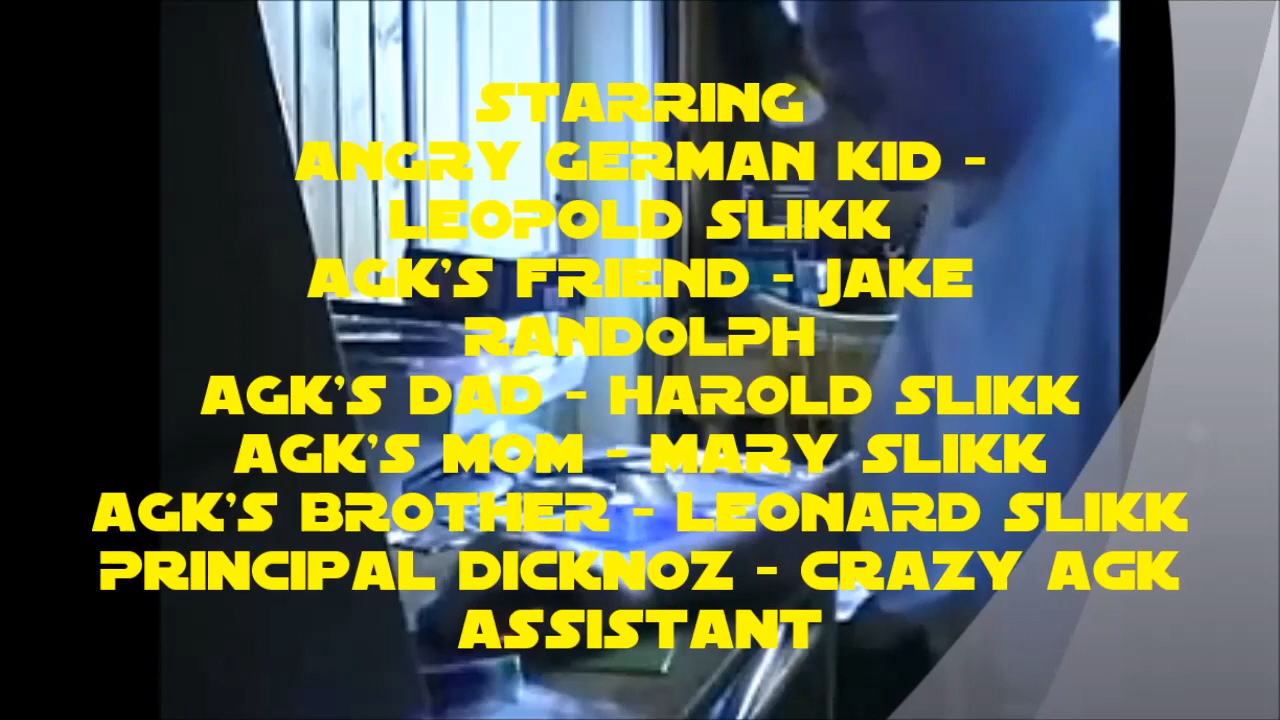 STARRING
ANGRY GERMAN KID -
LEOPOLD SLIKK
AGK'S FRIEND - JAKE
RANDOLPH
AGK'S DAD - HAROLD SLIKK
AGK'S MOM - MARY SLIKK
AGK'S BROTHER - LEONARD SLIKK
PRINCIPAL DICKNOZ - CRAZY AGK
ASSISTANT